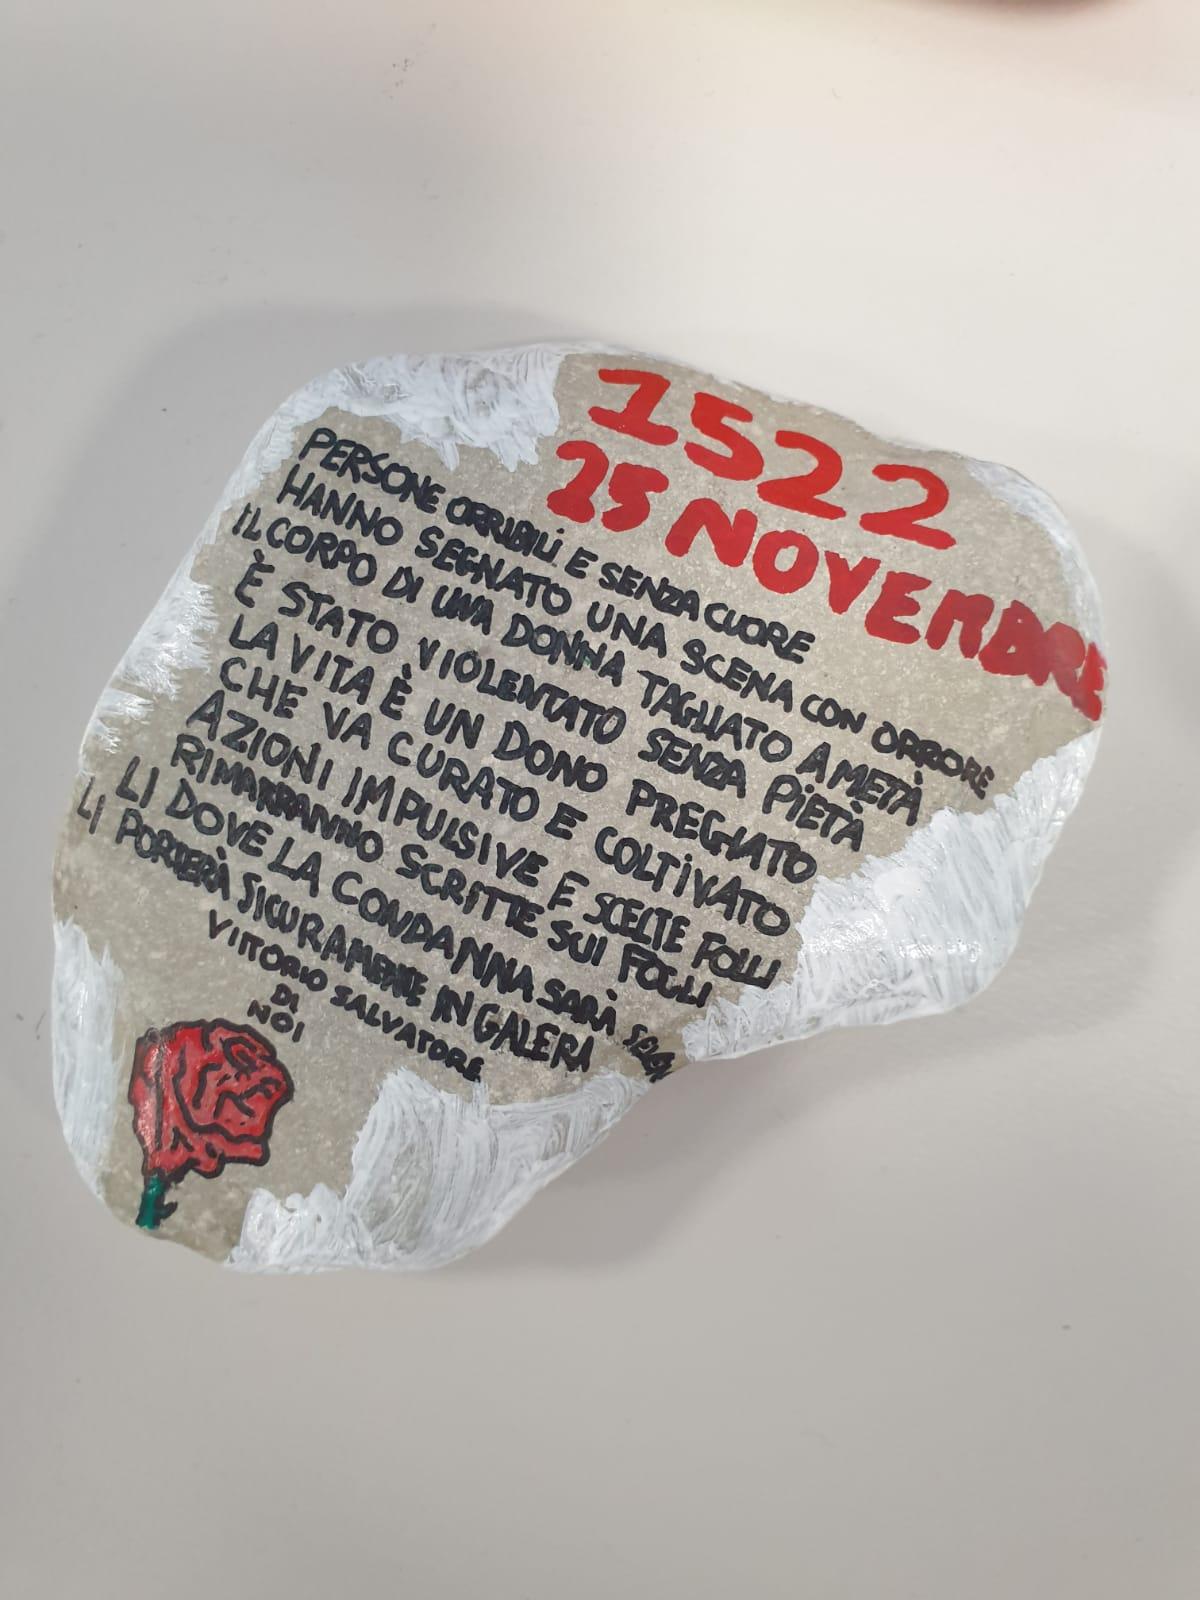 1522
25 NOVEMBRE
PERSONE ORRIBILI E SENZA CUORE
HANNO SEGNATO UNA SCENA CON ORRORE
IL CORPO DI UNA DONNA TAGLIATO A METÀ
È STATO VIOLENTATO SENZA PIETÀ
LA VITA È UN DONO PREGIATO
CHE VA CURATO E COLTIVATO
AZIONI IMPULSIVE E SCELTE FOLLI
RIMARRANNO SCRITTE SUI FOGLI
LI DOVE LA CONDANNA SARÀ
LI PORTERÀ SICURAMENTE IN GALERA
VITTORIO SALVATORE
DI
NOI